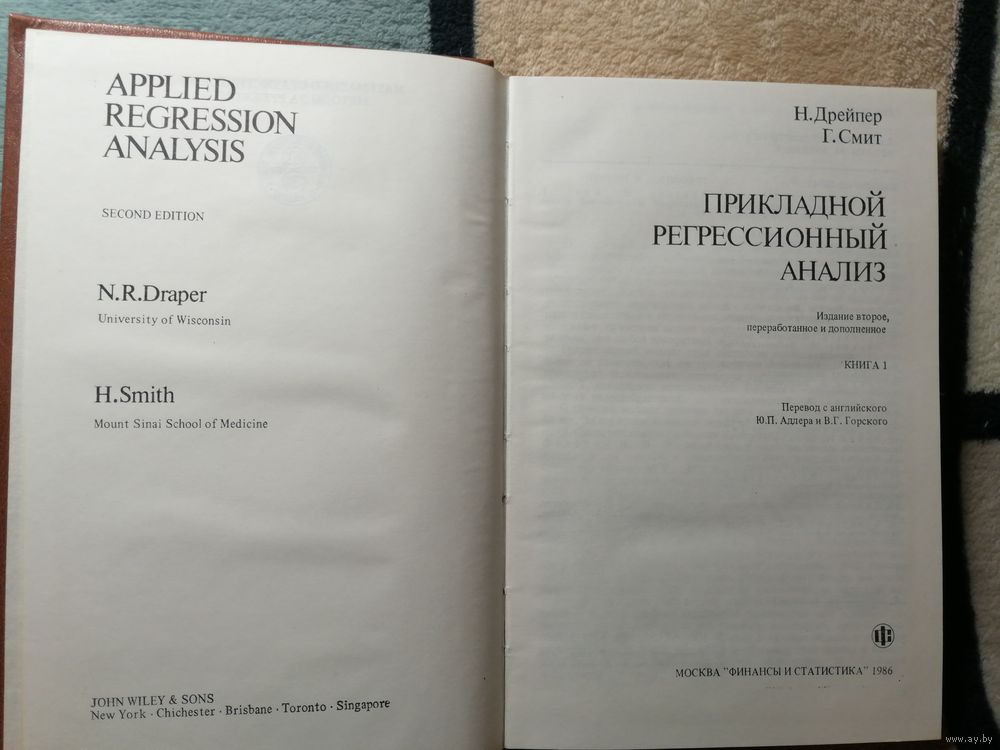 APPLIED
REGRESSION
ANALYSIS
SECOND EDITION
N.R.Draper
University of Wisconsin
H.Smith
Mount Sinai School of Medicine
JOHN WILEY & SONS
New York · Chichester · Brisbane · Toronto · Singapore
Н.Дрейпер
Г.Смит
ПРИКЛАДНОЙ
РЕГРЕССИОННЫЙ
АНАЛИЗ
Издание второе,
переработанное и дополненное
КНИГА 1
Перевод с английского
Ю.П. Адлера и В.Г. Горского
МОСКВА "ФИНАНСЫ И СТАТИСТИКА" 1986
www.ay.by